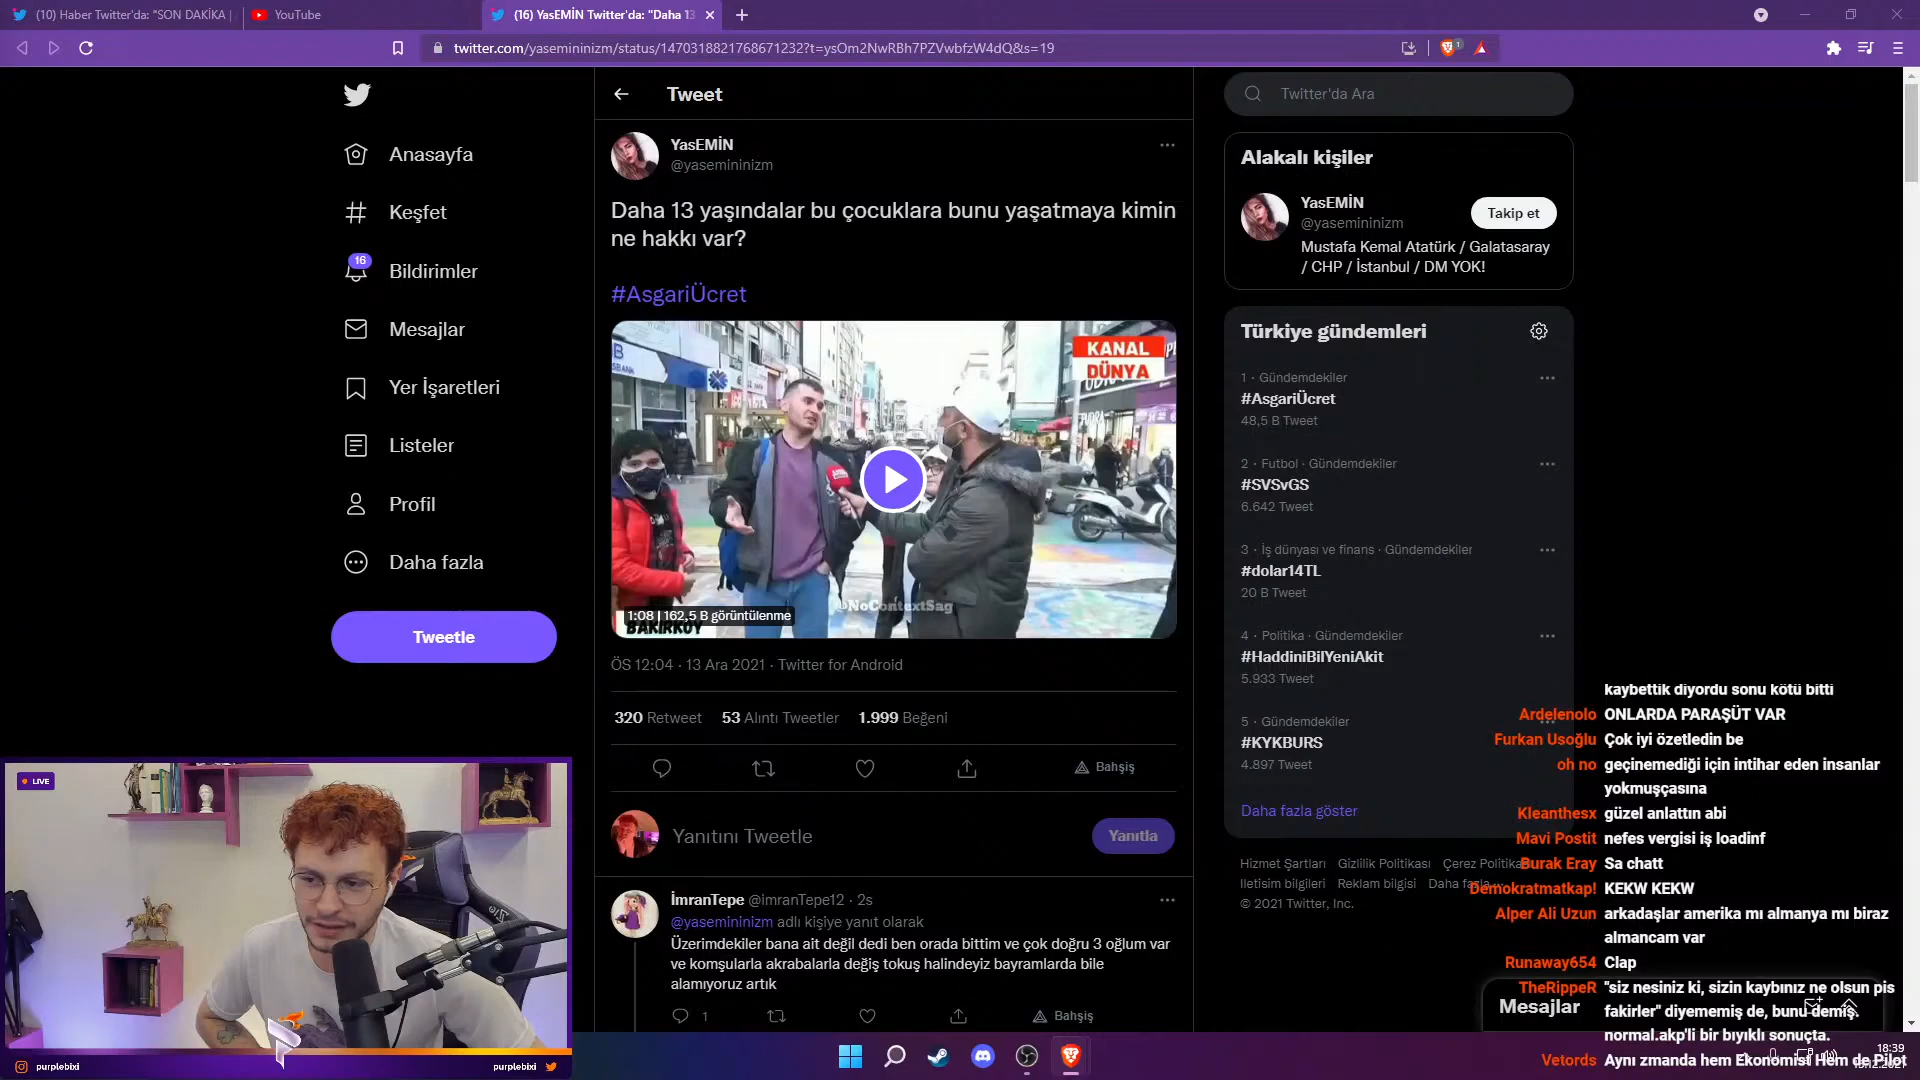 (10) Haber Twitter'da: "SON DAKİKA |
YouTube
(16) YasEMİN Twitter'da: "Daha 13
twitter.com/yasemininizm/status/1470318821768671232?t=ysOm2NwRBh7PZVwbfzW4dQ&s=19
Anasayfa
Keşfet
16
Bildirimler
Mesajlar
Yer İşaretleri
Listeler
Profil
Daha fazla
Tweetle
Tweet
YasEMİN
@yasemininizm
Daha 13 yaşındalar bu çocuklara bunu yaşatmaya kimin
ne hakkı var?
#AsgariÜcret
KANAL
DÜNYA
@NoContextSag
1:08 | 162,5 B görüntülenme
BAKIRKÖY
ÖS 12:04 · 13 Ara 2021 · Twitter for Android
320 Retweet 53 Alıntı Tweetler 1.999 Beğeni
Bahşiş
Yanıtını Tweetle
Yanıtla
İmranTepe @imranTepe12 · 2s
@yasemininizm adlı kişiye yanıt olarak
Üzerimdekiler bana ait değil dedi ben orada bittim ve çok doğru 3 oğlum var
ve komşularla akrabalarla değiş tokuş halindeyiz bayramlarda bile
alamıyoruz artık
1
Bahşiş
Twitter'da Ara
Alakalı kişiler
YasEMİN
@yasemininizm
Takip et
Mustafa Kemal Atatürk / Galatasaray
/ CHP / İstanbul / DM YOK!
Türkiye gündemleri
1 · Gündemdekiler
#AsgariÜcret
48,5 B Tweet
2 · Futbol · Gündemdekiler
#SVSvGS
6.642 Tweet
3 · İş dünyası ve finans · Gündemdekiler
#dolar14TL
20 B Tweet
4 · Politika · Gündemdekiler
#HaddiniBilYeniAkit
5.933 Tweet
5 · Gündemdekiler
#KYKBURS
4.897 Tweet
Daha fazla göster
Hizmet Şartları Gizlilik Politikası Çerez Politikası
İletisim bilgileri Reklam bilgisi Daha fazla
© 2021 Twitter, Inc.
Mesajlar
kaybettik diyordu sonu kötü bitti
Ardelenolo ONLARDA PARAŞÜT VAR
Furkan Usoğlu Çok iyi özetledin be
oh no geçinemediği için intihar eden insanlar
yokmuşçasına
Kleanthesx güzel anlattın abi
Mavi Postit nefes vergisi iş loadinf
Burak Eray Sa chatt
Demokratmatkap! KEKW KEKW
Alper Ali Uzun arkadaşlar amerika mı almanya mı biraz
almancam var
Runaway654 Clap
TheRippeR "siz nesiniz ki, sizin kaybınız ne olsun pis
fakirler" diyememiş de, bunu demiş.
normal.akp'li bir bıyıklı sonuçta.
Vetords Aynı zmanda hem Ekonomist Hem de Pilot
LIVE
purplebixi
purplebixi
18:39